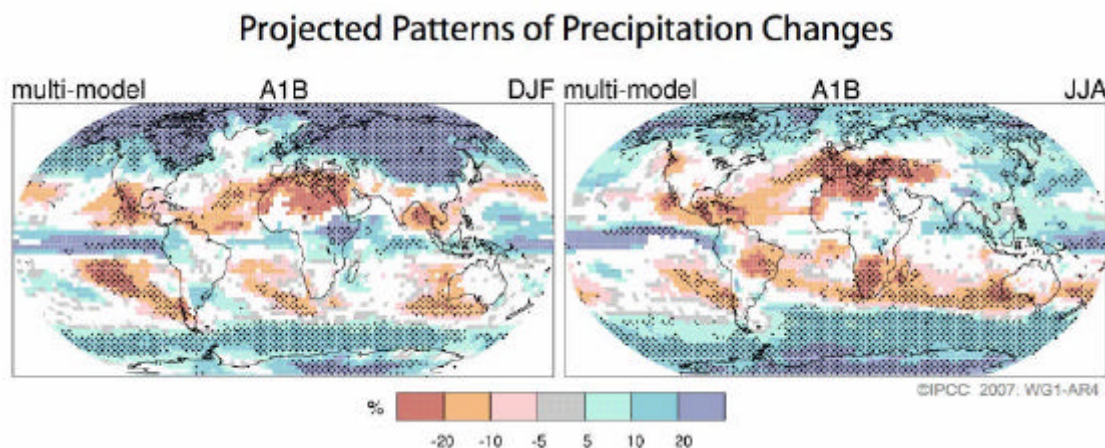 Projected Patterns of Precipitation Changes
multi-model A1B DJF
multi-model A1B JJA
©IPCC 2007: WG1-AR4
%
-20 -10 -5 5 10 20